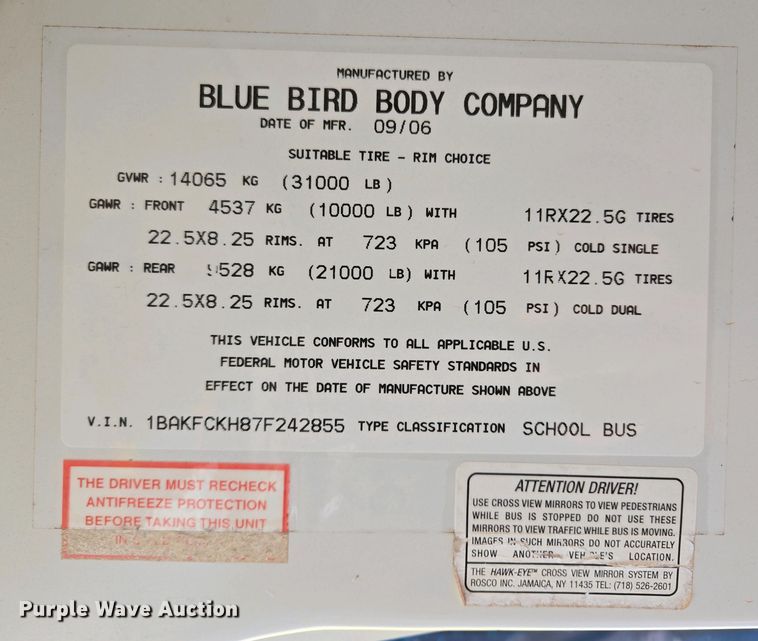 MANUFACTURED BY
BLUE BIRD BODY COMPANY
DATE OF MFR. 09/06
SUITABLE TIRE - RIM CHOICE
GVWR : 14065 KG (31000 LB)
GAWR : FRONT 4537 KG (10000 LB) WITH 11RX22.5G TIRES
22.5X8.25 RIMS. AT 723 KPA (105 PSI) COLD SINGLE
GAWR : REAR 9528 KG (21000 LB) WITH 11RX22.5G TIRES
22.5X8.25 RIMS. AT 723 KPA (105 PSI) COLD DUAL
THIS VEHICLE CONFORMS TO ALL APPLICABLE U.S.
FEDERAL MOTOR VEHICLE SAFETY STANDARDS IN
EFFECT ON THE DATE OF MANUFACTURE SHOWN ABOVE
V.I.N. 1BAKFCKH87F242855 TYPE CLASSIFICATION SCHOOL BUS
THE DRIVER MUST RECHECK
ANTIFREEZE PROTECTION
BEFORE TAKING THIS UNIT
IN
ATTENTION DRIVER!
USE CROSS VIEW MIRRORS TO VIEW PEDESTRIANS
WHILE BUS IS STOPPED DO NOT USE THESE
MIRRORS TO VIEW TRAFFIC WHILE BUS IS MOVING.
IMAGES IN SUCH MIRRORS DO NOT ACCURATELY
SHOW ANOTHER VEHICLE'S LOCATION.
THE HAWK-EYE™ CROSS VIEW MIRROR SYSTEM BY
ROSCO INC. JAMAICA, NY 11435 TEL: (718) 526-2601
Purple Wave Auction